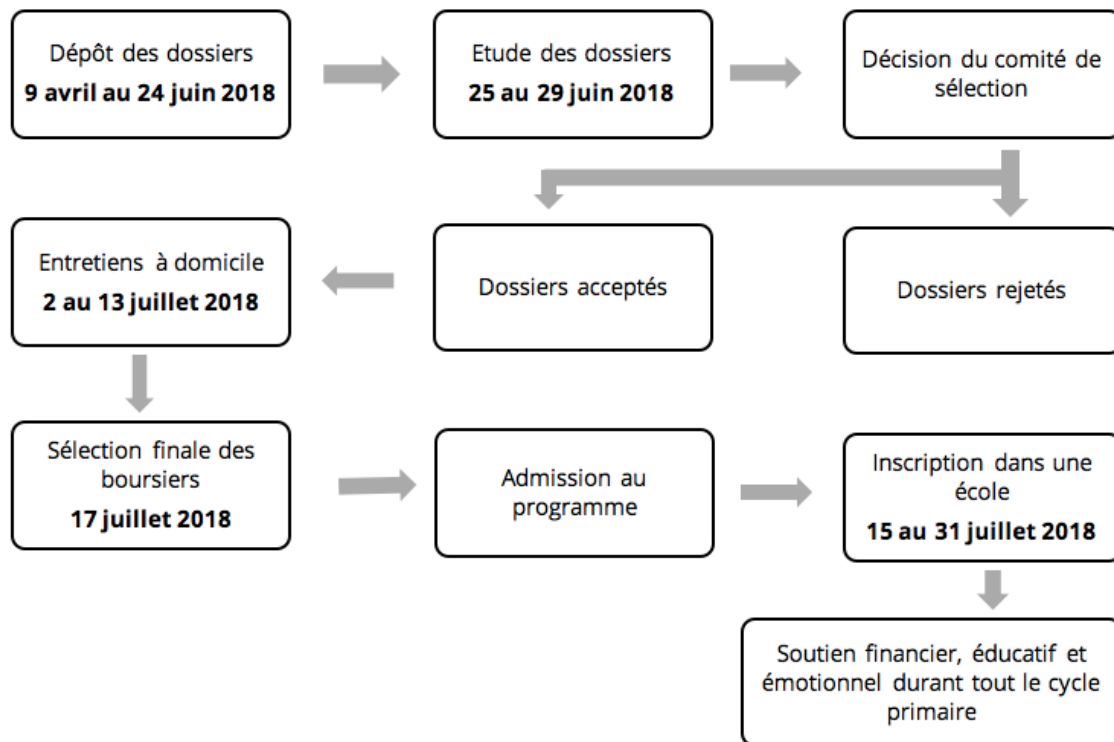 Dépôt des dossiers
9 avril au 24 juin 2018
Etude des dossiers
25 au 29 juin 2018
Décision du comité de
sélection
Entretiens à domicile
2 au 13 juillet 2018
Dossiers acceptés
Dossiers rejetés
Sélection finale des
boursiers
17 juillet 2018
Admission au
programme
Inscription dans une
école
15 au 31 juillet 2018
Soutien financier, éducatif et
émotionnel durant tout le cycle
primaire